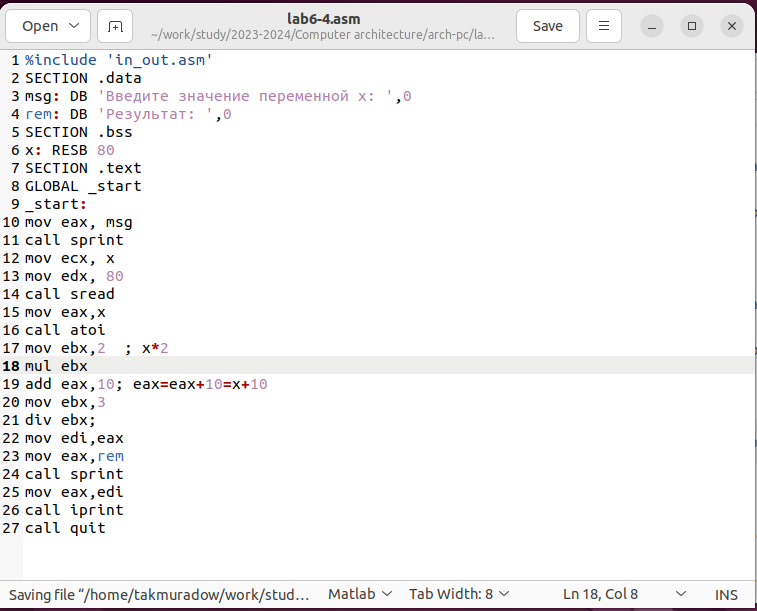 Open
lab6-4.asm
~/work/study/2023-2024/Computer architecture/arch-pc/la...
Save
1 %include 'in_out.asm'
2 SECTION .data
3 msg: DB 'Введите значение переменной x: ',0
4 rem: DB 'Результат: ',0
5 SECTION .bss
6 x: RESB 80
7 SECTION .text
8 GLOBAL _start
9 _start:
10 mov eax, msg
11 call sprint
12 mov ecx, x
13 mov edx, 80
14 call sread
15 mov eax,x
16 call atoi
17 mov ebx,2  ; x*2
18 mul ebx
19 add eax,10; eax=eax+10=x+10
20 mov ebx,3
21 div ebx;
22 mov edi,eax
23 mov eax,rem
24 call sprint
25 mov eax,edi
26 call iprint
27 call quit
Saving file “/home/takmuradow/work/stud... Matlab Tab Width: 8 Ln 18, Col 8 INS